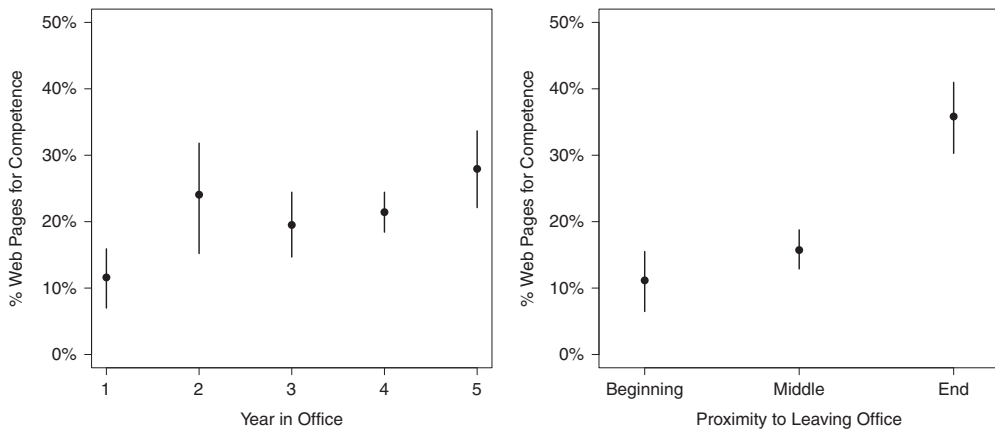 % Web Pages for Competence
50%
40%
30%
20%
10%
0%
1 2 3 4 5
Year in Office
% Web Pages for Competence
50%
40%
30%
20%
10%
0%
Beginning Middle End
Proximity to Leaving Office